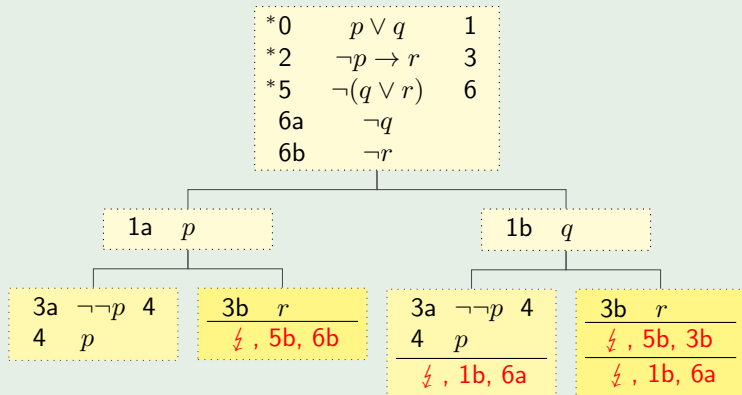 *0 p ∨ q 1
*2 ¬p → r 3
*5 ¬(q ∨ r) 6
6a ¬q
6b ¬r
1a p
1b q
3a ¬¬p 4
4 p
3b r
↯ , 5b, 6b
3a ¬¬p 4
4 p
↯ , 1b, 6a
3b r
↯ , 5b, 3b
↯ , 1b, 6a